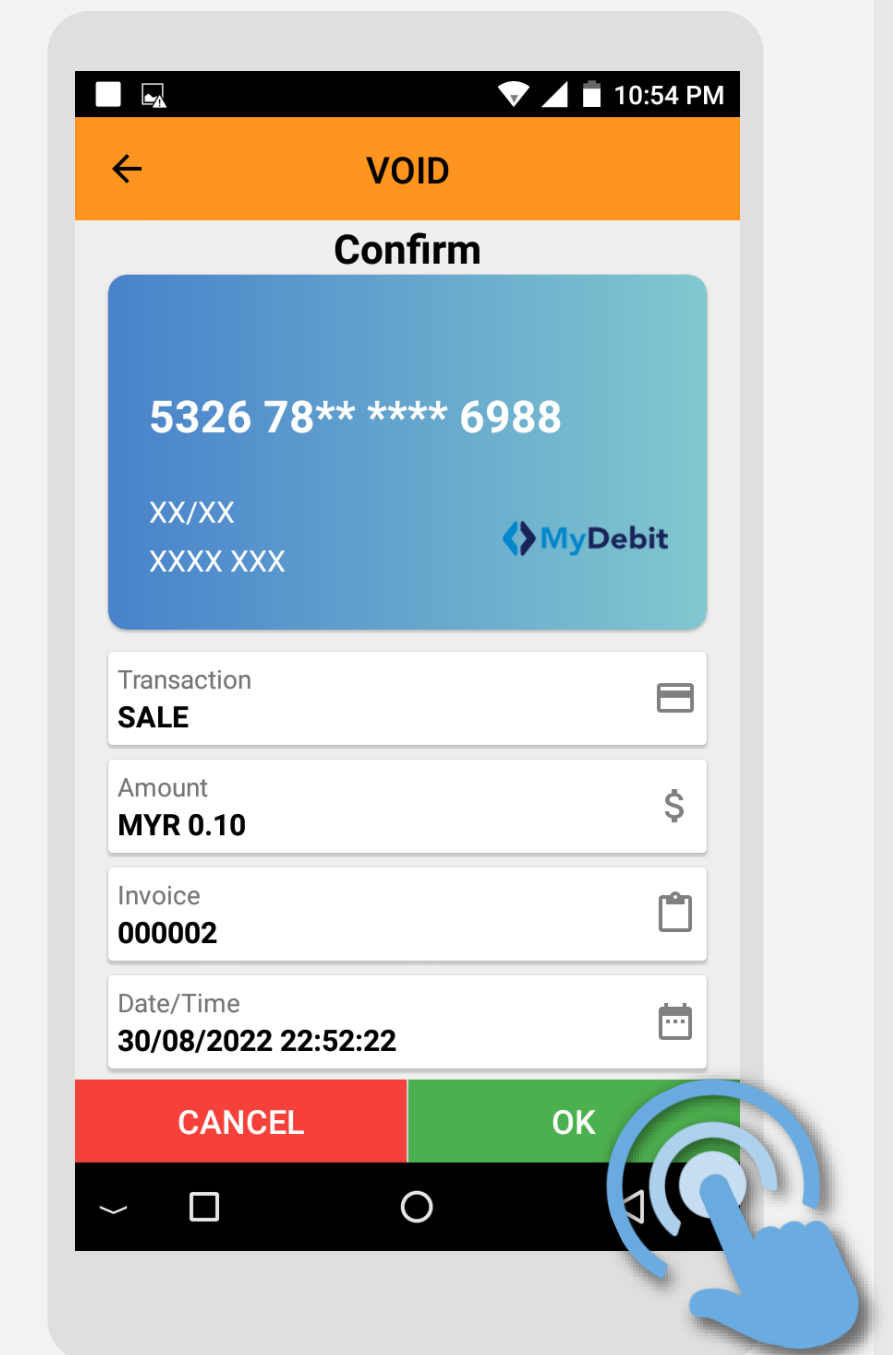 10:54 PM
VOID
Confirm
5326 78** **** 6988
XX/XX
XXXX XXX
MyDebit
Transaction
SALE
Amount
MYR 0.10
$
Invoice
000002
Date/Time
30/08/2022 22:52:22
CANCEL
OK